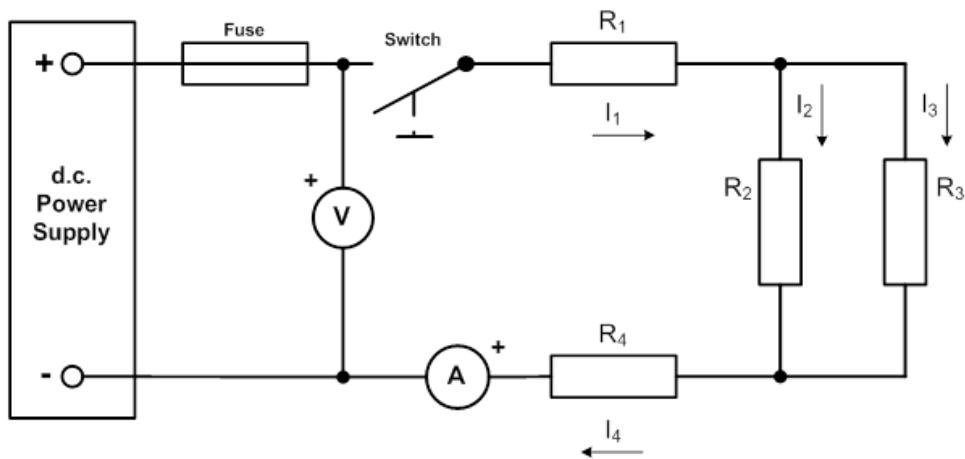 Fuse
Switch
R1
+
I1
I2
I3
d.c.
Power
Supply
+
V
R2
R3
-
A
+
R4
I4